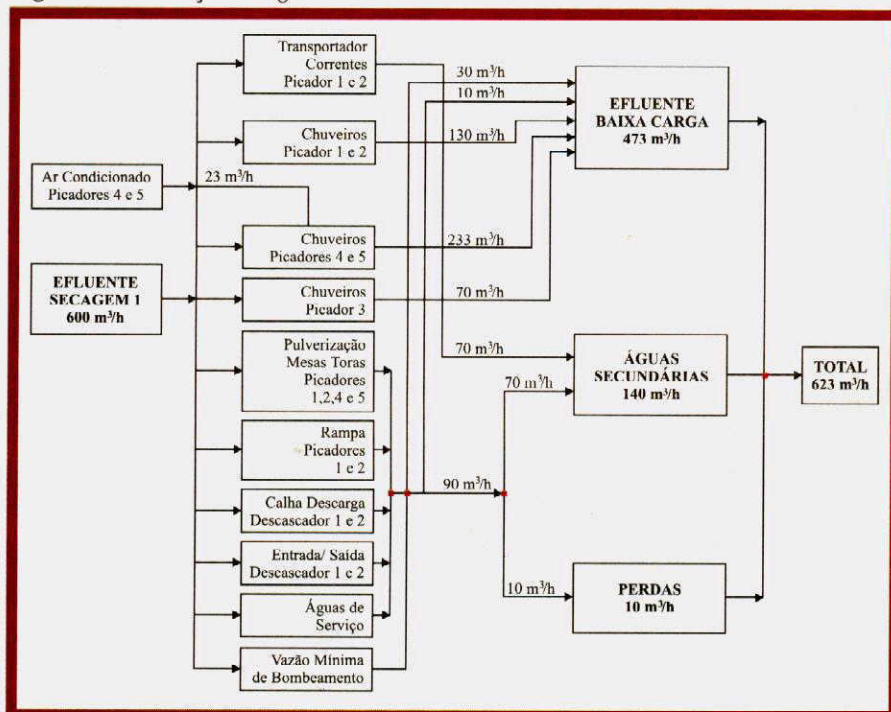 Transportador
Correntes
Picador 1 e 2
Chuveiros
Picador 1 e 2
Ar Condicionado
Picadores 4 e 5
23 m³/h
Chuveiros
Picadores 4 e 5
EFLUENTE
SECAGEM 1
600 m³/h
Chuveiros
Picador 3
Pulverização
Mesas Toras
Picadores
1,2,4 e 5
Rampa
Picadores
1 e 2
Calha Descarga
Descascador 1 e 2
Entrada/ Saída
Descascador 1 e 2
Águas de
Serviço
Vazão Mínima
de Bombeamento
30 m³/h
10 m³/h
130 m³/h
233 m³/h
70 m³/h
70 m³/h
70 m³/h
90 m³/h
10 m³/h
EFLUENTE
BAIXA CARGA
473 m³/h
ÁGUAS
SECUNDÁRIAS
140 m³/h
PERDAS
10 m³/h
TOTAL
623 m³/h